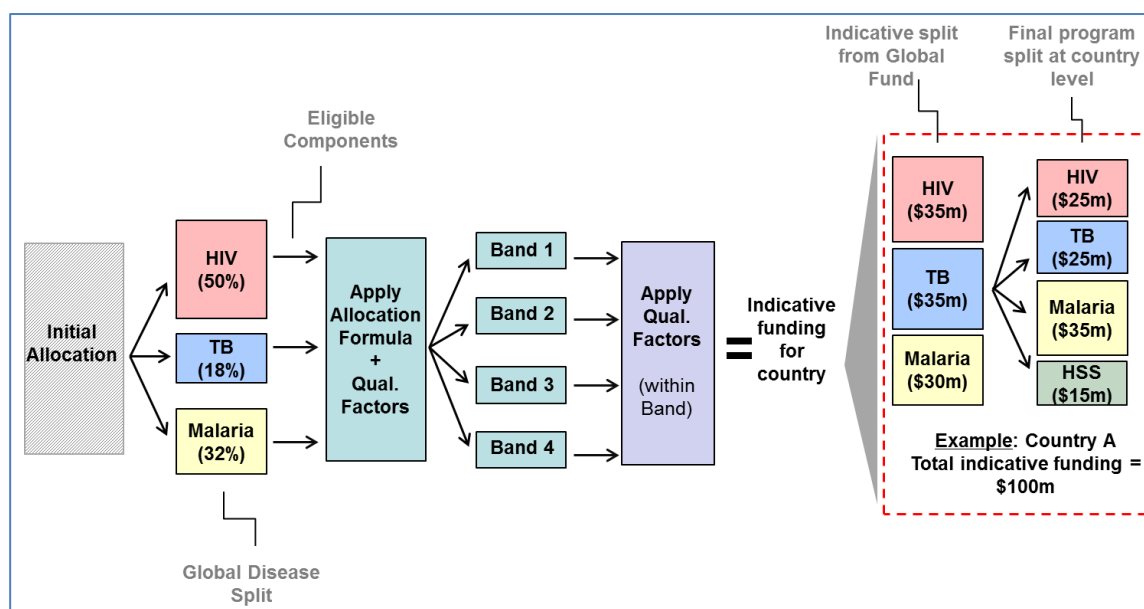 Initial
Allocation
HIV
(50%)
TB
(18%)
Malaria
(32%)
Global Disease
Split
Eligible
Components
Apply
Allocation
Formula
+
Qual.
Factors
Band 1
Band 2
Band 3
Band 4
Apply
Qual.
Factors
(within
Band)
=
Indicative
funding
for
country
Indicative split
from Global
Fund
HIV
($35m)
TB
($35m)
Malaria
($30m)
Final program
split at country
level
HIV
($25m)
TB
($25m)
Malaria
($35m)
HSS
($15m)
Example: Country A
Total indicative funding =
$100m